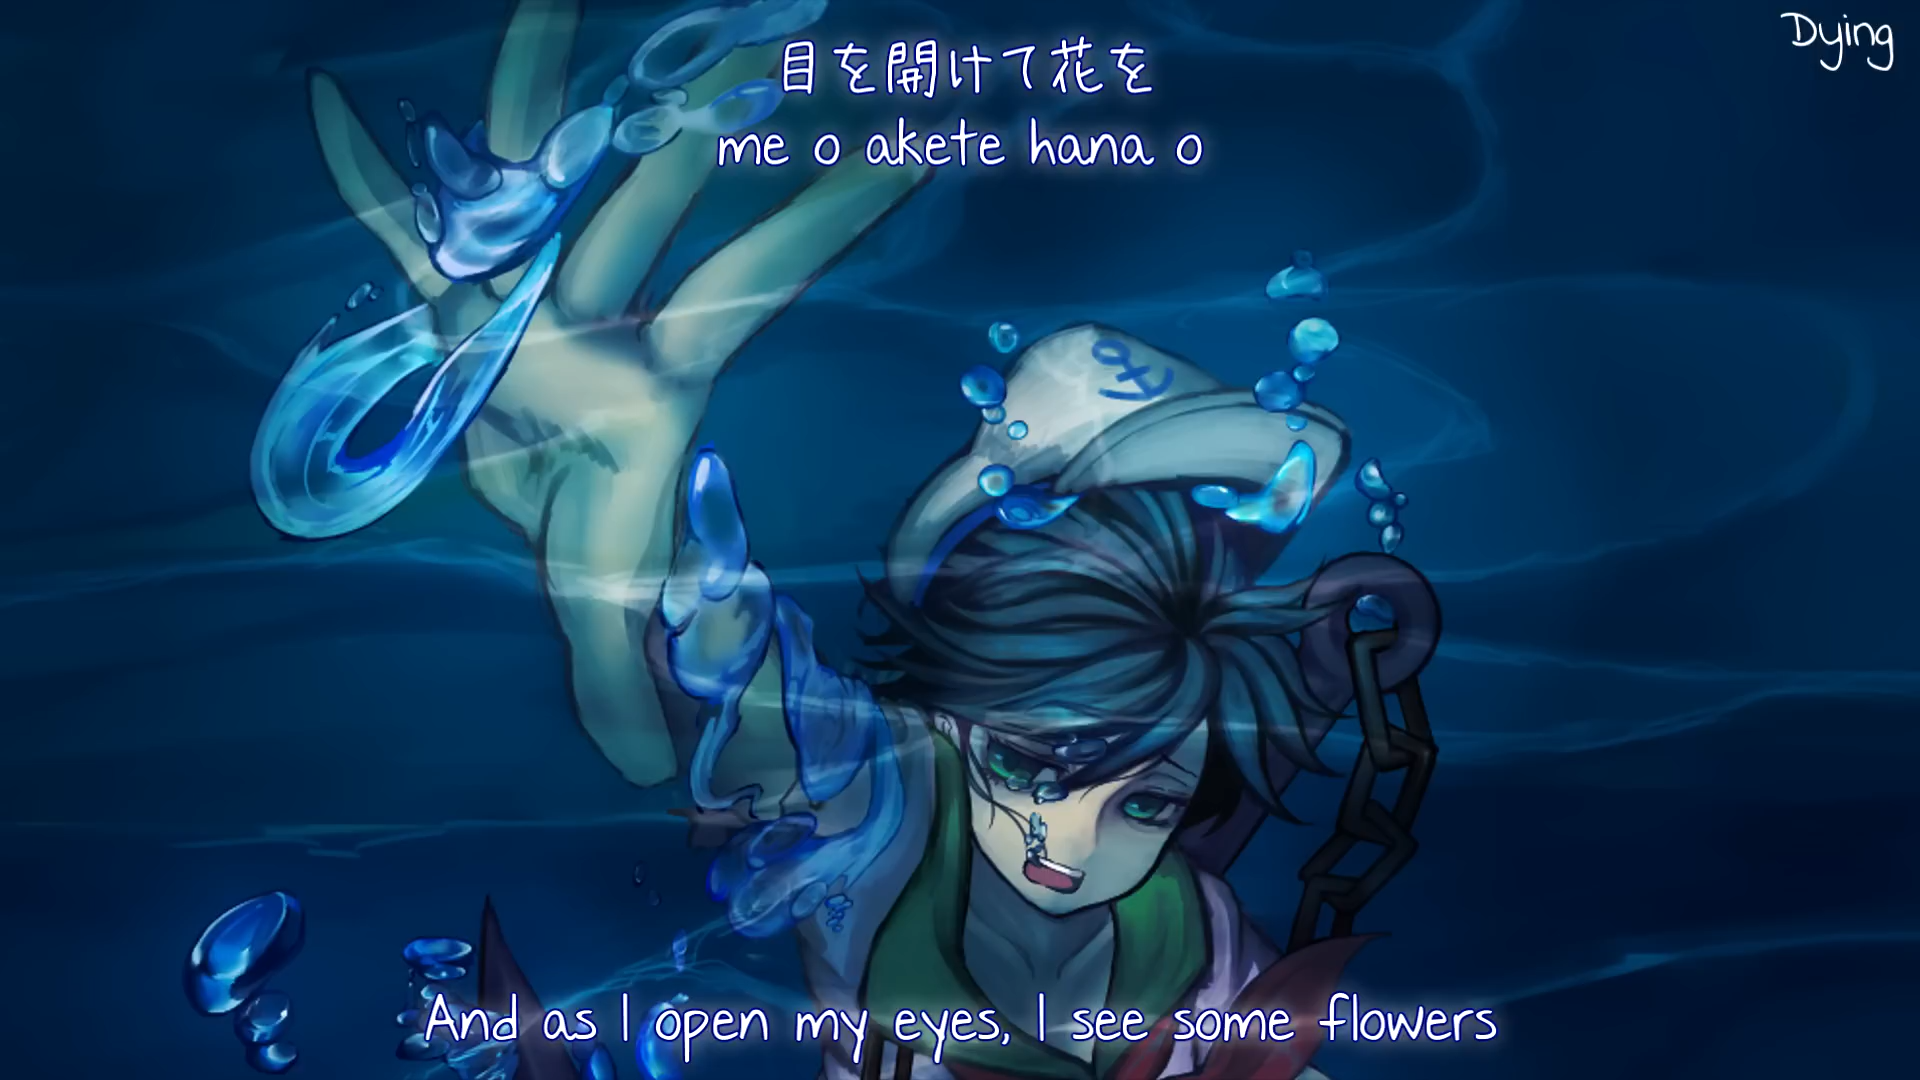 Dying
目を開けて花を
me o akete hana o
And as I open my eyes, I see some flowers